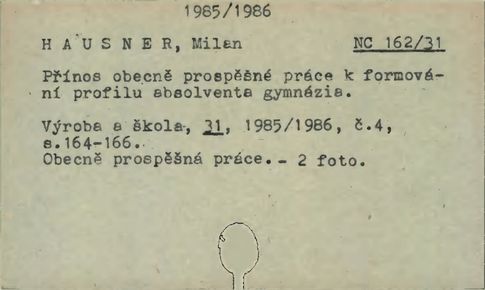 1985/1986
H A U S N E R, Milan NC 162/31
Přínos obecně prospěšné práce k formová-
ní profilu absolventa gymnázia.
Výroba a škola, 31, 1985/1986, č.4,
s.164-166.
Obecně prospěšná práce. - 2 foto.